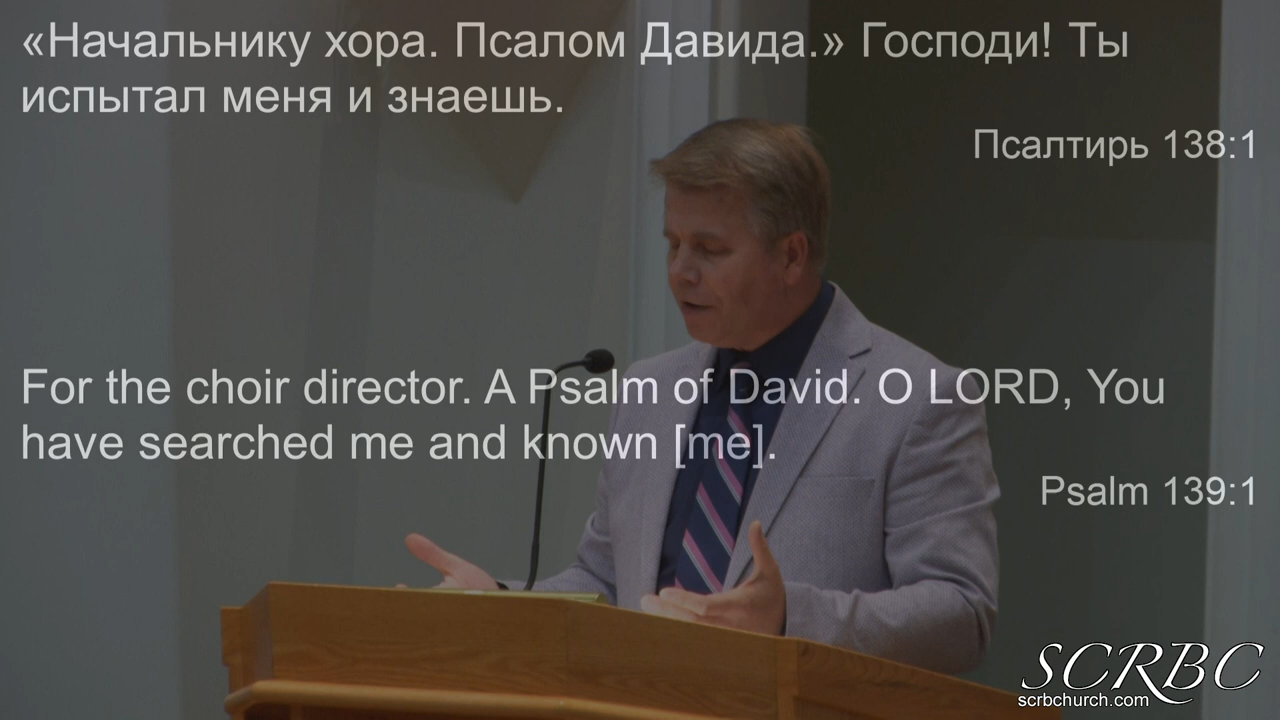 «Начальнику хора. Псалом Давида.» Господи! Ты
испытал меня и знаешь.
Псалтирь 138:1
For the choir director. A Psalm of David. O LORD, You
have searched me and known [me].
Psalm 139:1
SCRBC
scrbchurch.com